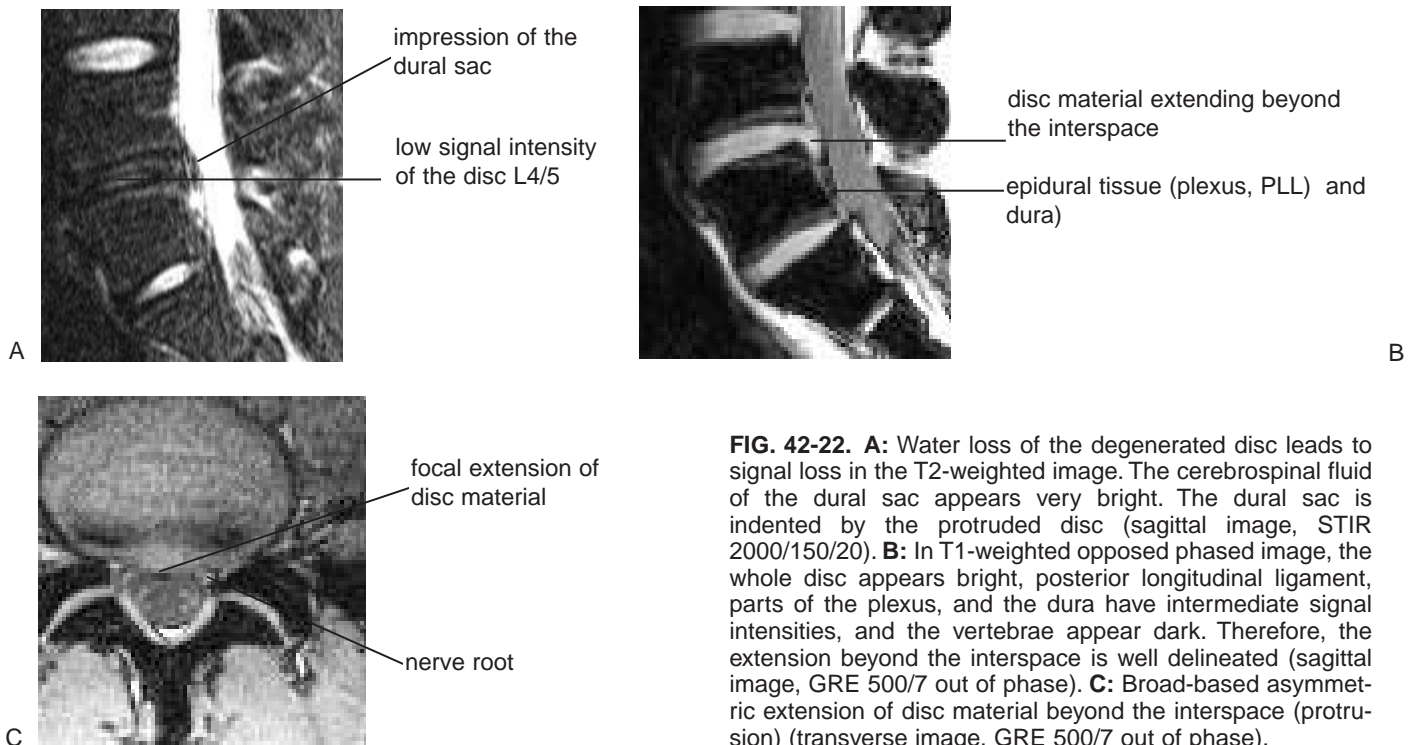 impression of the
dural sac
low signal intensity
of the disc L4/5
A
disc material extending beyond
the interspace
epidural tissue (plexus, PLL) and
dura)
B
focal extension of
disc material
nerve root
C
FIG. 42-22. A: Water loss of the degenerated disc leads to
signal loss in the T2-weighted image. The cerebrospinal fluid
of the dural sac appears very bright. The dural sac is
indented by the protruded disc (sagittal image, STIR
2000/150/20). B: In T1-weighted opposed phased image, the
whole disc appears bright, posterior longitudinal ligament,
parts of the plexus, and the dura have intermediate signal
intensities, and the vertebrae appear dark. Therefore, the
extension beyond the interspace is well delineated (sagittal
image, GRE 500/7 out of phase). C: Broad-based asymmet-
ric extension of disc material beyond the interspace (protru-
sion) (transverse image, GRE 500/7 out of phase).